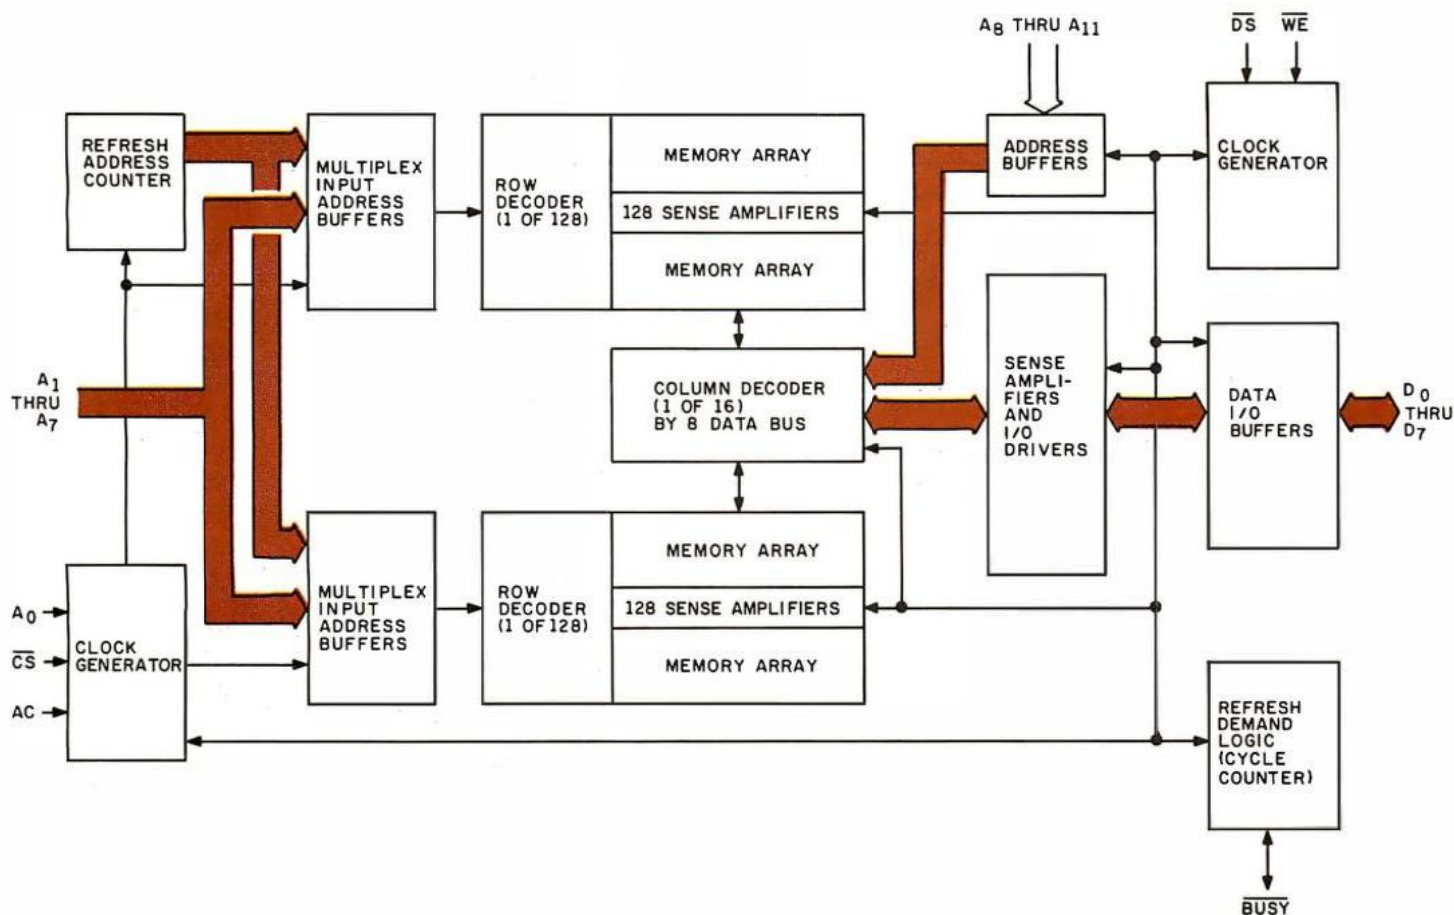 A8 THRU A11
DS WE
REFRESH
ADDRESS
COUNTER
MULTIPLEX
INPUT
ADDRESS
BUFFERS
ROW
DECODER
(1 OF 128)
MEMORY ARRAY
128 SENSE AMPLIFIERS
MEMORY ARRAY
ADDRESS
BUFFERS
CLOCK
GENERATOR
A1
THRU
A7
COLUMN DECODER
(1 OF 16)
BY 8 DATA BUS
SENSE
AMPLI-
FIERS
AND
I/O
DRIVERS
DATA
I/O
BUFFERS
D0
THRU
D7
A0
CS
AC
CLOCK
GENERATOR
MULTIPLEX
INPUT
ADDRESS
BUFFERS
ROW
DECODER
(1 OF 128)
MEMORY ARRAY
128 SENSE AMPLIFIERS
MEMORY ARRAY
REFRESH
DEMAND
LOGIC
(CYCLE
COUNTER)
BUSY